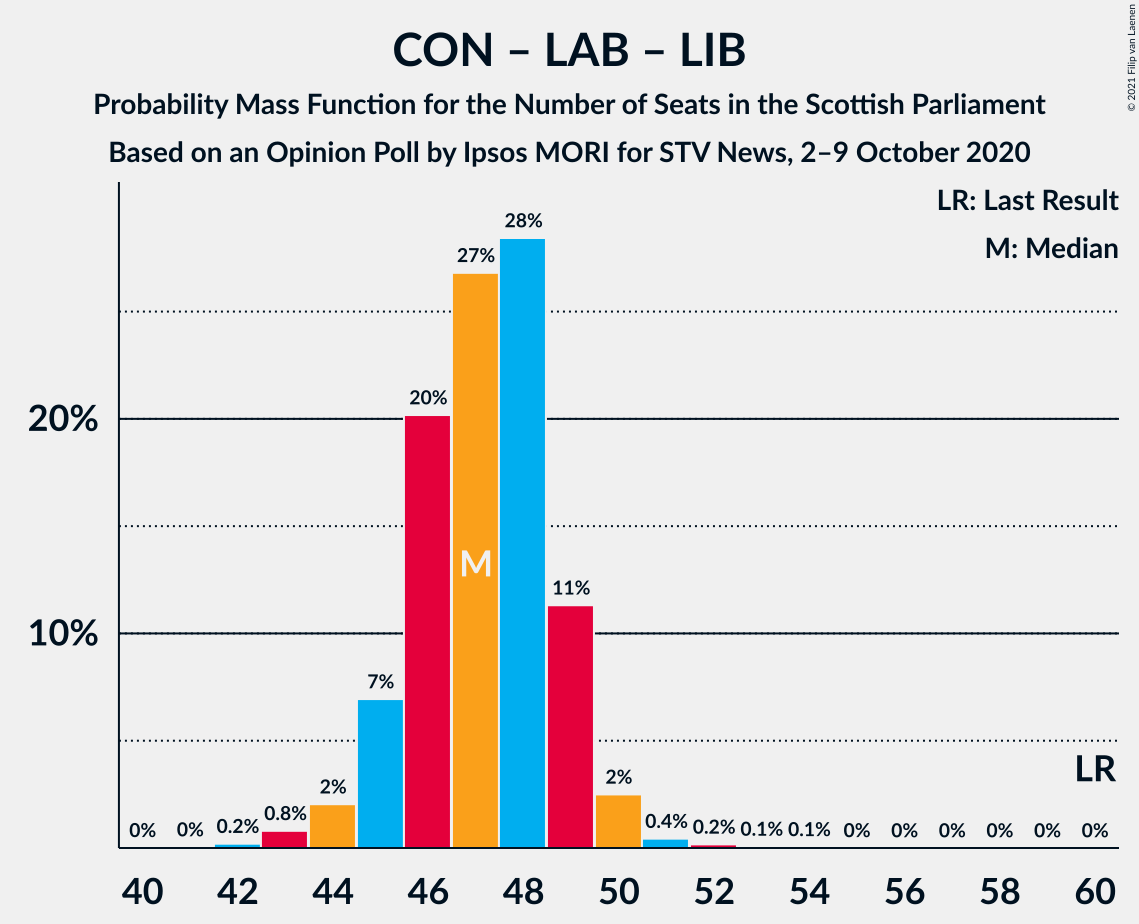 CON – LAB – LIB
Probability Mass Function for the Number of Seats in the Scottish Parliament
Based on an Opinion Poll by Ipsos MORI for STV News, 2–9 October 2020
© 2021 Filip van Laenen
LR: Last Result
M: Median
20%
10%
0% 0% 0.2% 0.8% 2% 7% 20% 27% 28% 11% 2% 0.4% 0.2% 0.1% 0.1% 0% 0% 0% 0% 0% 0%
M
LR
40 42 44 46 48 50 52 54 56 58 60